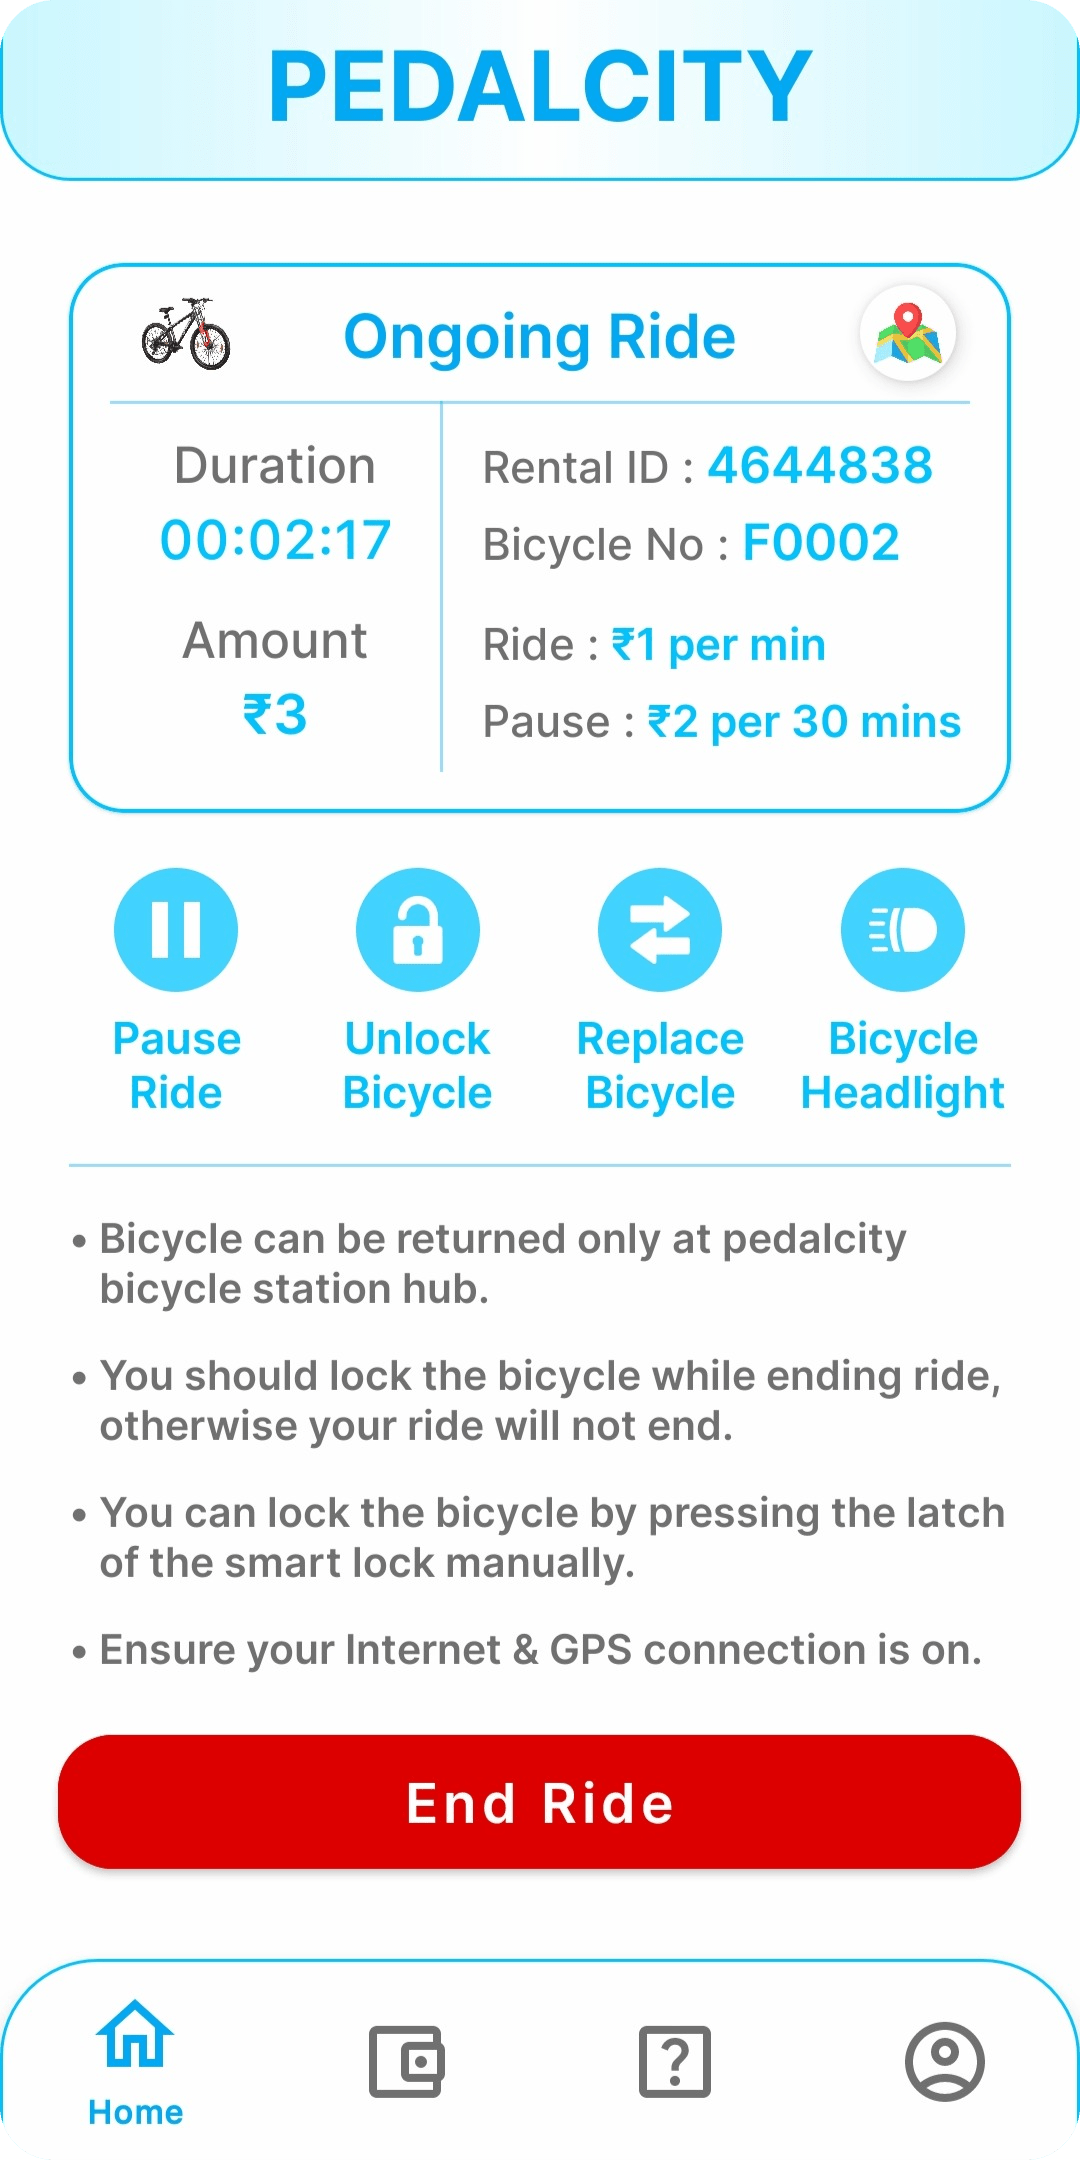 PEDALCITY
Ongoing Ride
Duration
00:02:17
Amount
₹3
Rental ID : 4644838
Bicycle No : F0002
Ride : ₹1 per min
Pause : ₹2 per 30 mins
Pause
Ride
Unlock
Bicycle
Replace
Bicycle
Bicycle
Headlight
• Bicycle can be returned only at pedalcity
bicycle station hub.
• You should lock the bicycle while ending ride,
otherwise your ride will not end.
• You can lock the bicycle by pressing the latch
of the smart lock manually.
• Ensure your Internet & GPS connection is on.
End Ride
Home